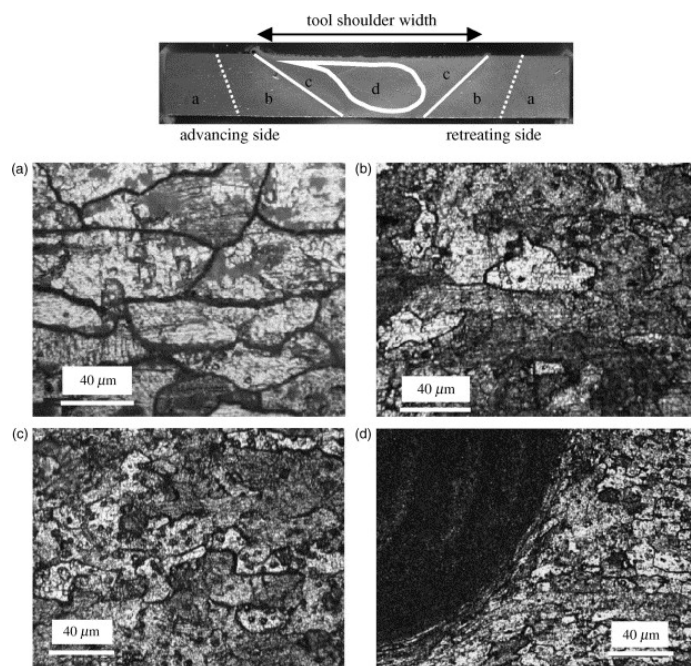 tool shoulder width
a b c d c b a
advancing side retreating side
(a) (b)
40 μm 40 μm
(c) (d)
40 μm 40 μm